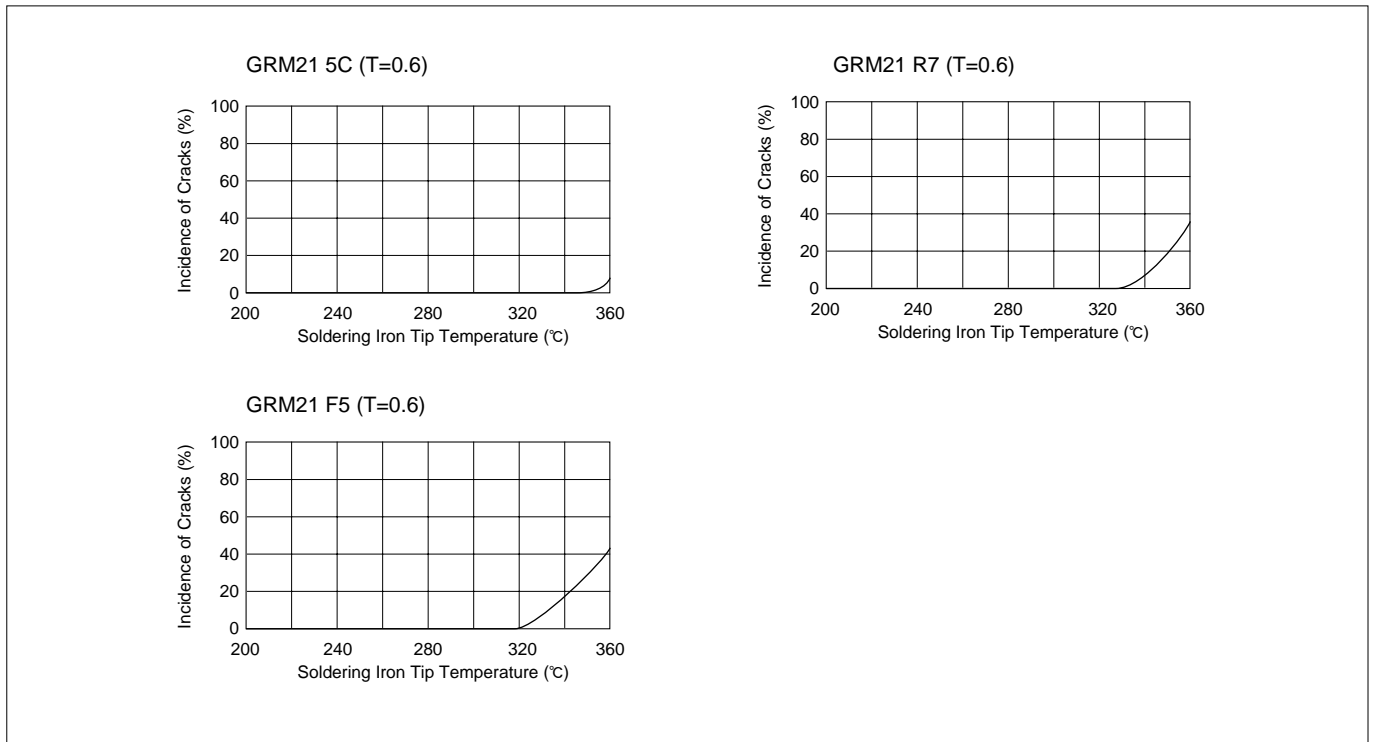 GRM21 5C (T=0.6)
Incidence of Cracks (%)
100
80
60
40
20
0
200 240 280 320 360
Soldering Iron Tip Temperature (℃)
GRM21 R7 (T=0.6)
Incidence of Cracks (%)
100
80
60
40
20
0
200 240 280 320 360
Soldering Iron Tip Temperature (℃)
GRM21 F5 (T=0.6)
Incidence of Cracks (%)
100
80
60
40
20
0
200 240 280 320 360
Soldering Iron Tip Temperature (℃)